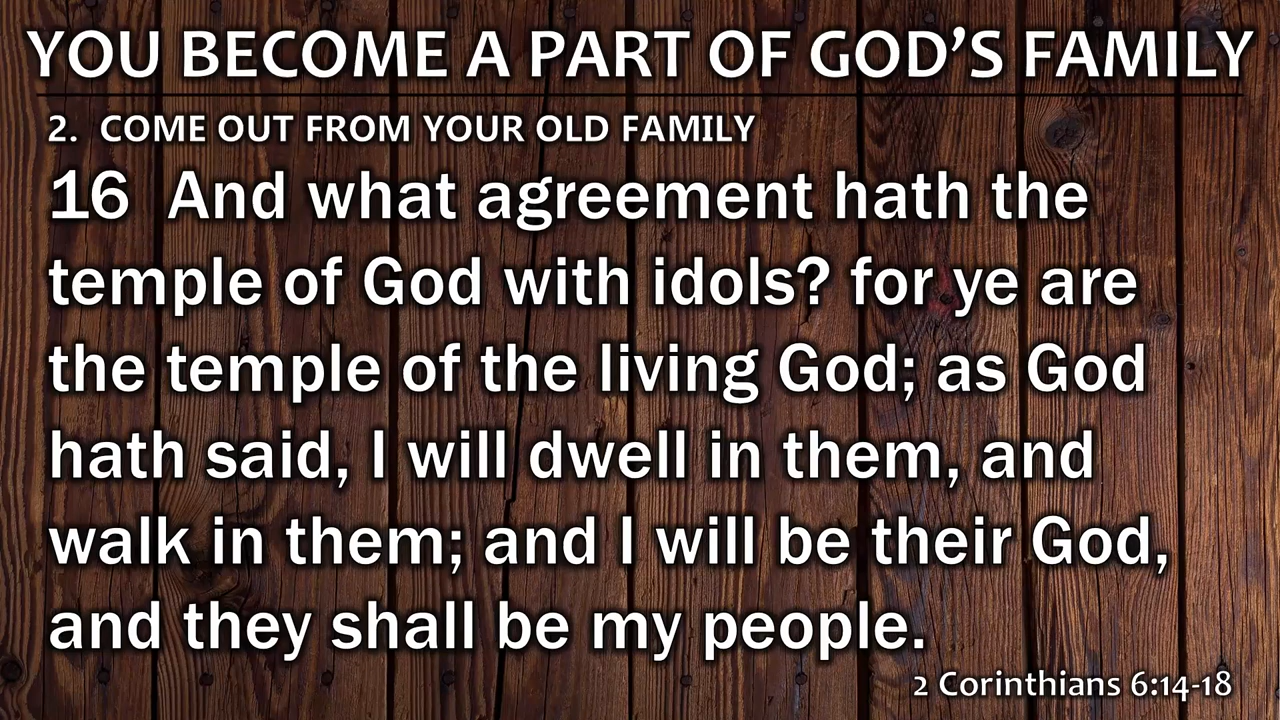 YOU BECOME A PART OF GOD’S FAMILY
2. COME OUT FROM YOUR OLD FAMILY
16 And what agreement hath the
temple of God with idols? for ye are
the temple of the living God; as God
hath said, I will dwell in them, and
walk in them; and I will be their God,
and they shall be my people.
2 Corinthians 6:14-18